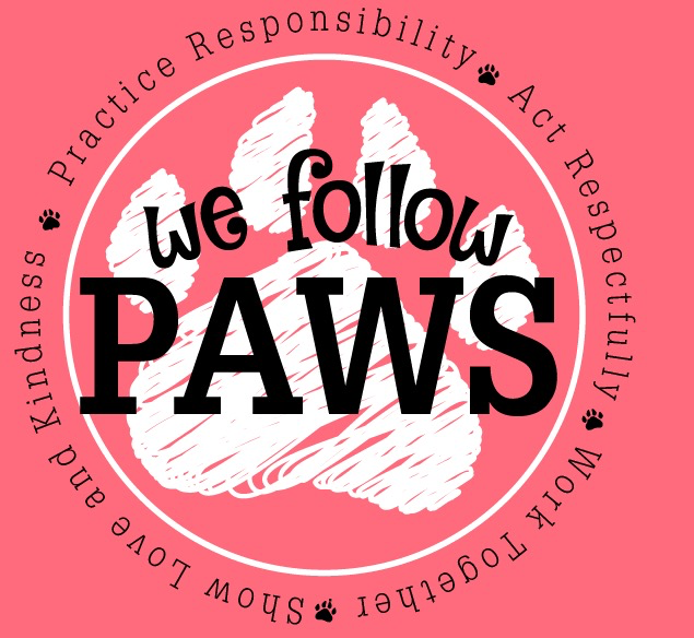 we follow
PAWS
Practice Responsibility
Act Respectfully
Work Together
Show Love and Kindness